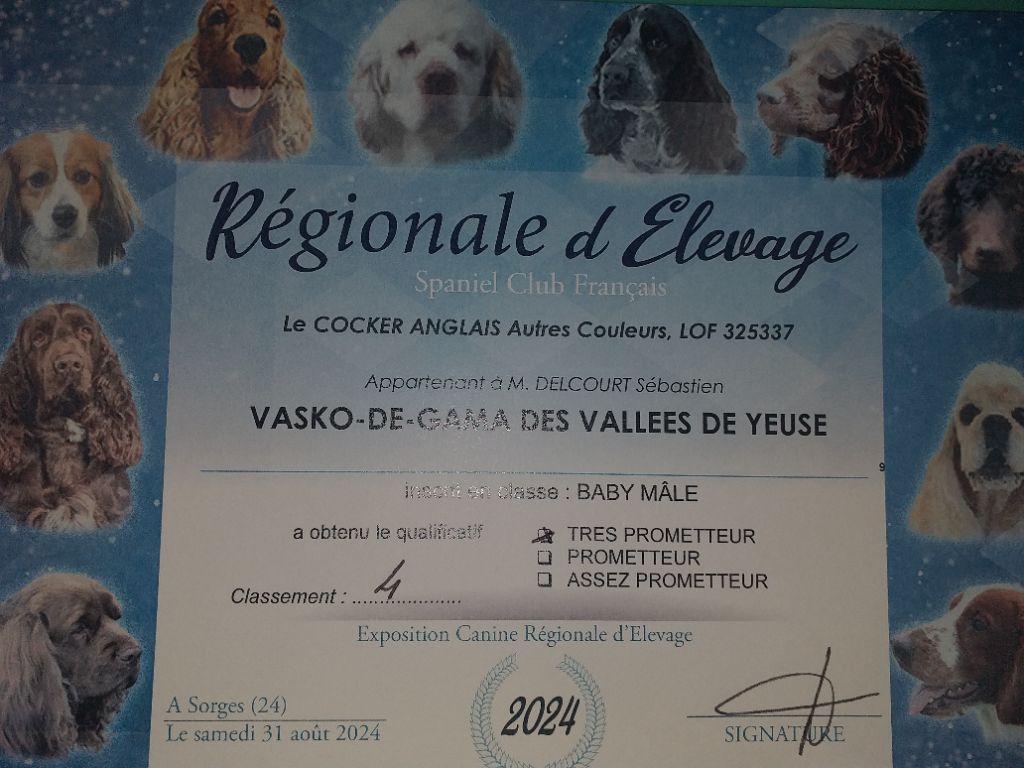 Régionale d Elevage
Spaniel Club Français
Le COCKER ANGLAIS Autres Couleurs, LOF 325337
Appartenant à M. DELCOURT Sébastien
VASKO-DE-GAMA DES VALLEES DE YEUSE
9
inscrit en classe : BABY MÂLE
a obtenu le qualificatif
TRES PROMETTEUR
PROMETTEUR
ASSEZ PROMETTEUR
Classement : .................... 4
Exposition Canine Régionale d'Elevage
A Sorges (24)
Le samedi 31 août 2024
2024
SIGNATURE